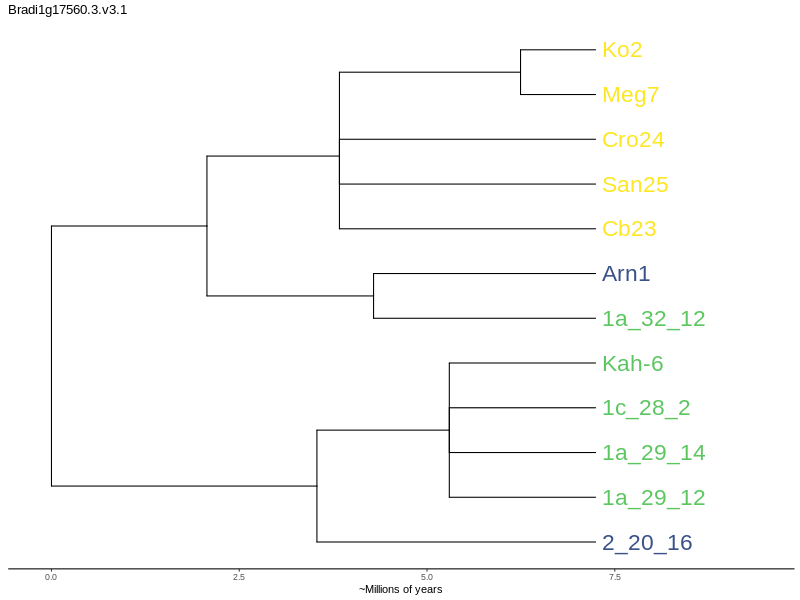 Bradi1g17560.3.v3.1
Ko2
Meg7
Cro24
San25
Cb23
Arn1
1a_32_12
Kah-6
1c_28_2
1a_29_14
1a_29_12
2_20_16
0.0 2.5 5.0 7.5
~Millions of years